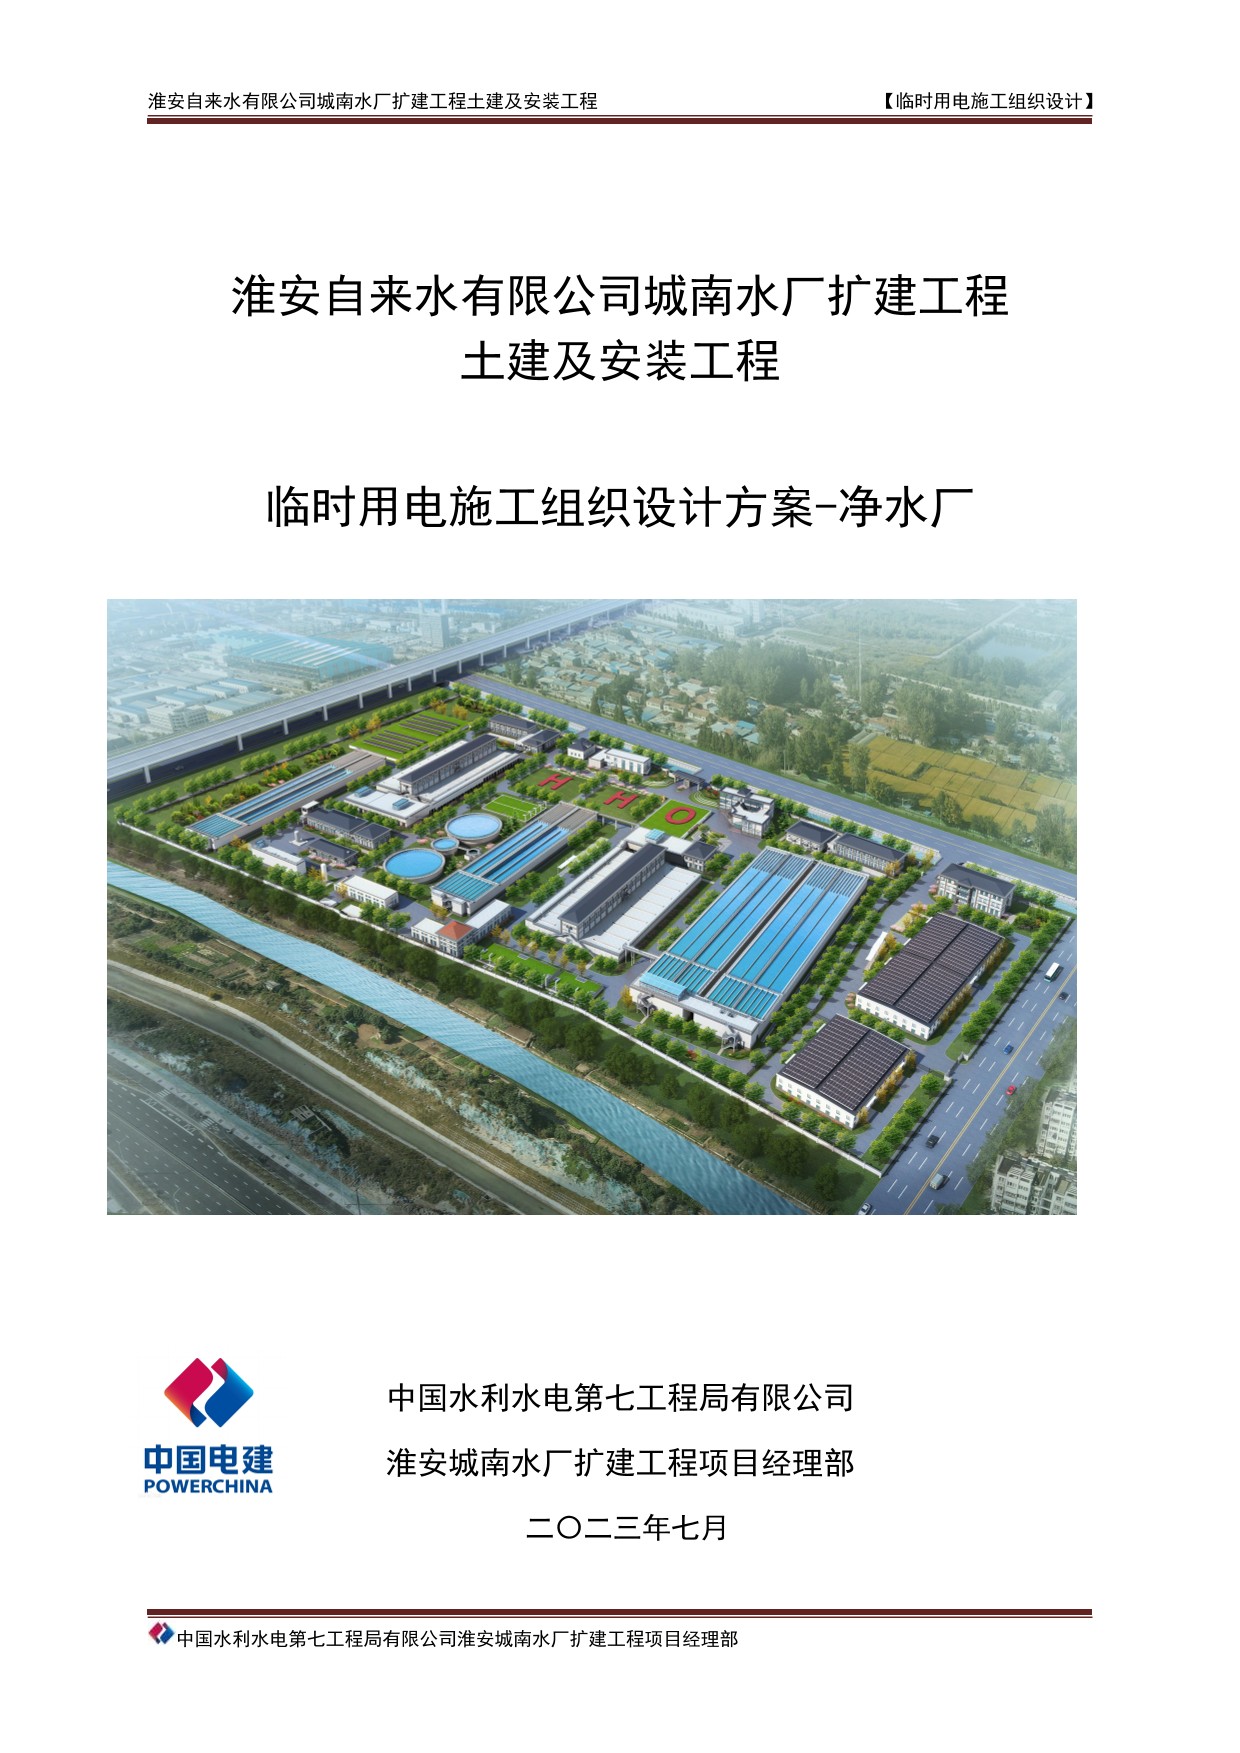 淮安自来水有限公司城南水厂扩建工程土建及安装工程 【临时用电施工组织设计】
淮安自来水有限公司城南水厂扩建工程
土建及安装工程
临时用电施工组织设计方案-净水厂
H H O
中国水利水电第七工程局有限公司
中国电建
淮安城南水厂扩建工程项目经理部
POWERCHINA
二〇二三年七月
中国水利水电第七工程局有限公司淮安城南水厂扩建工程项目经理部